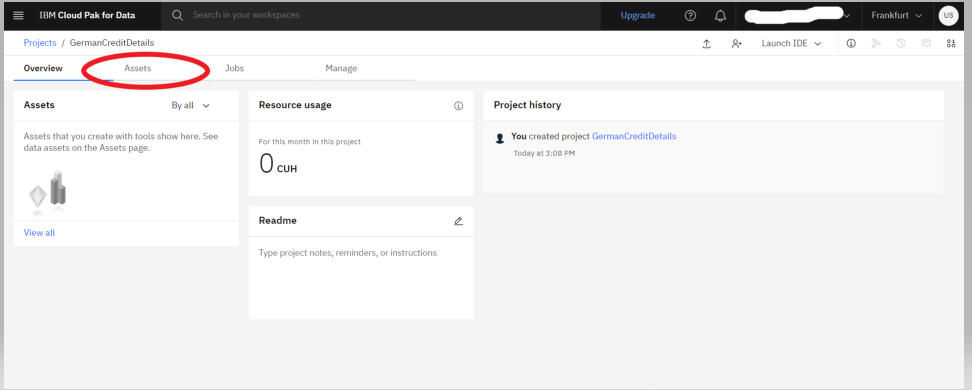 IBM Cloud Pak for Data
Search in your workspaces
Upgrade
Frankfurt
US
Projects / GermanCreditDetails
Launch IDE
Overview
Assets
Jobs
Manage
Assets
By all
Assets that you create with tools show here. See
data assets on the Assets page.
View all
Resource usage
For this month in this project
0 CUH
Readme
Type project notes, reminders, or instructions
Project history
You created project GermanCreditDetails
Today at 3:08 PM